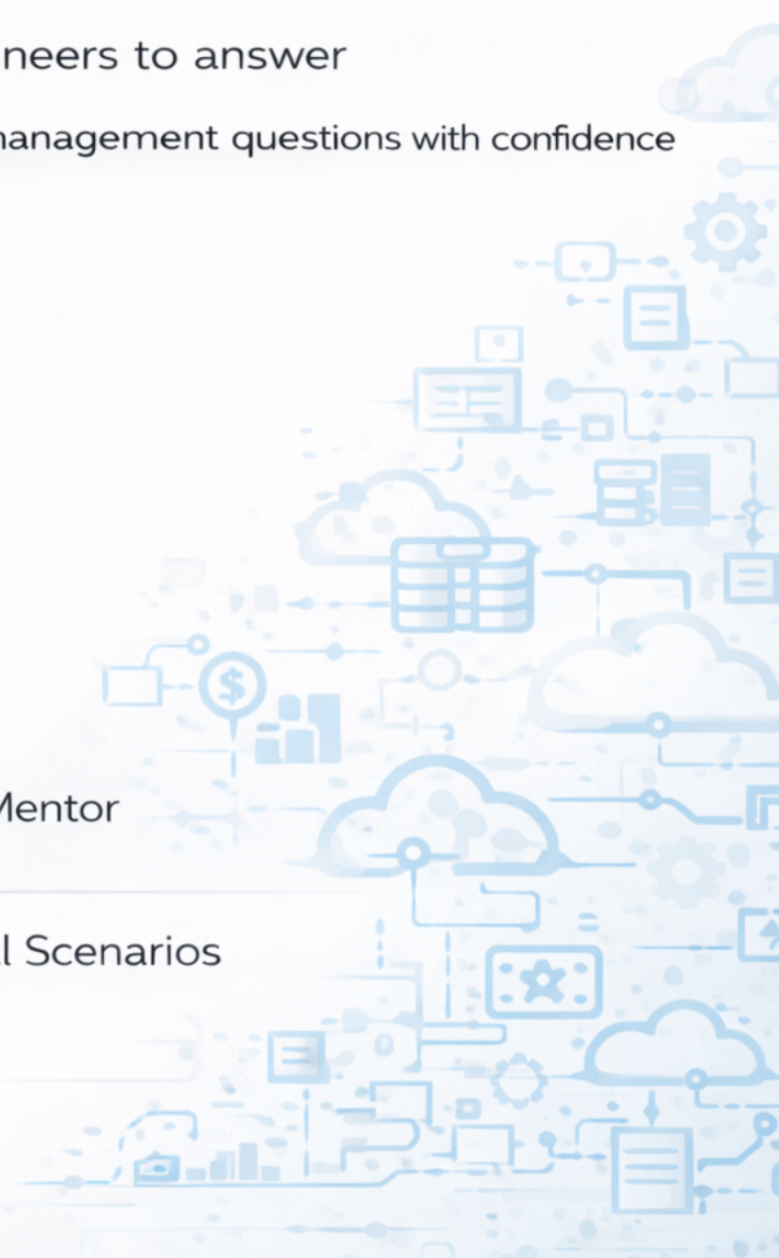 neers to answer
management questions with confidence
$
Mentor
l Scenarios